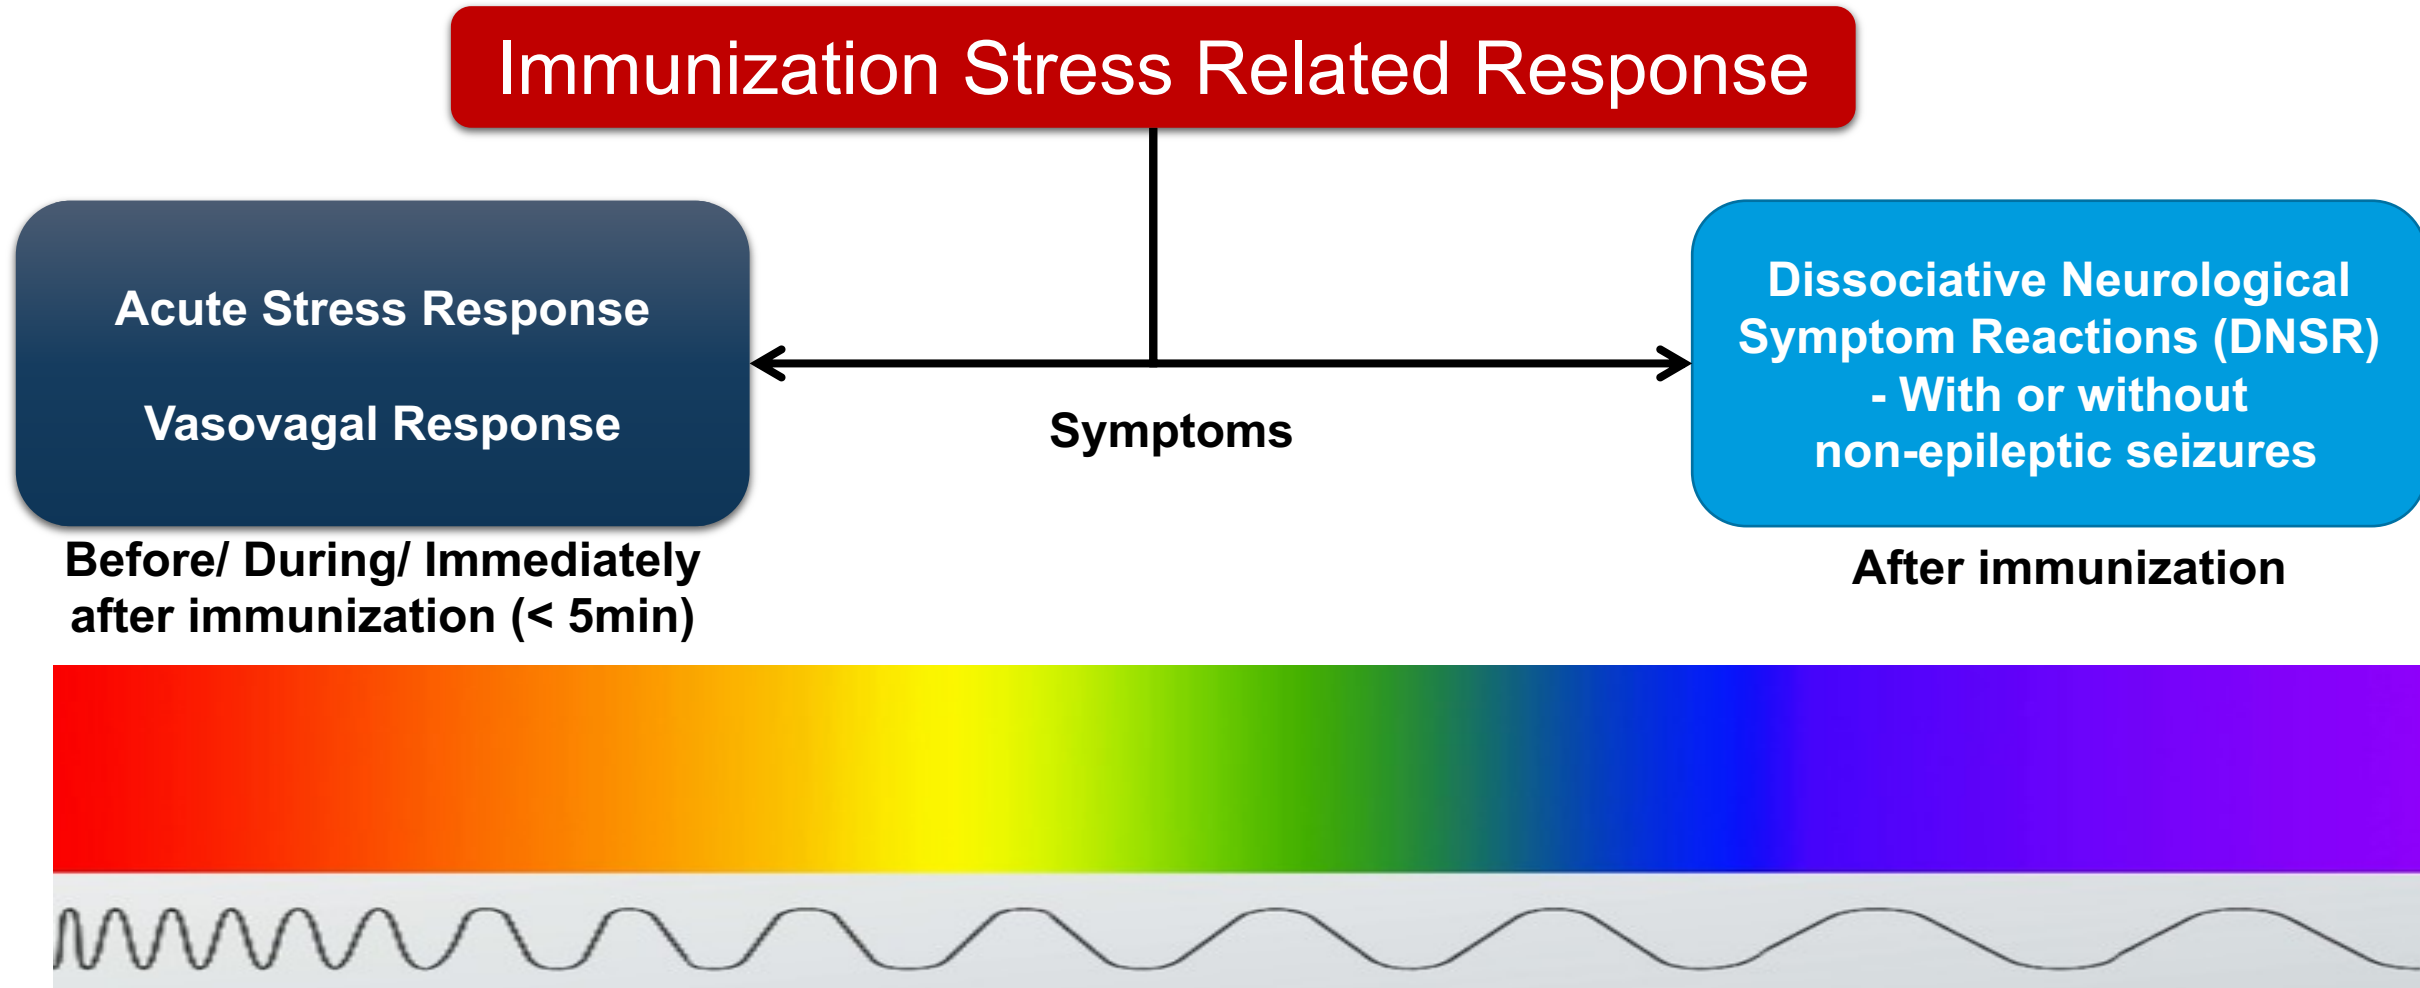 Immunization Stress Related Response
Acute Stress Response
Vasovagal Response
Before/ During/ Immediately
after immunization (< 5min)
Symptoms
Dissociative Neurological
Symptom Reactions (DNSR)
- With or without
non-epileptic seizures
After immunization